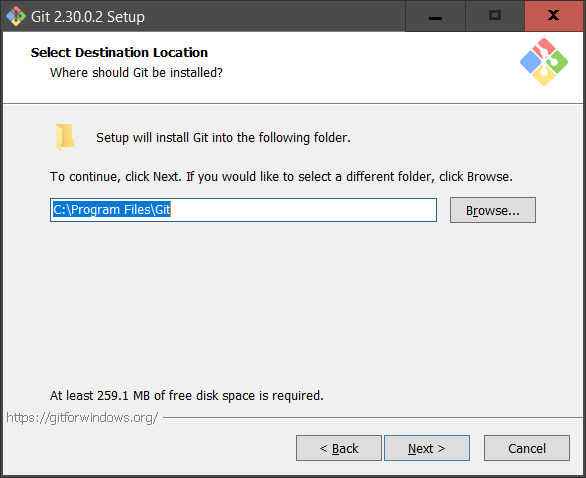 Git 2.30.0.2 Setup
Select Destination Location
Where should Git be installed?
Setup will install Git into the following folder.
To continue, click Next. If you would like to select a different folder, click Browse.
C:\Program Files\Git
Browse...
At least 259.1 MB of free disk space is required.
https://gitforwindows.org/
< Back
Next >
Cancel